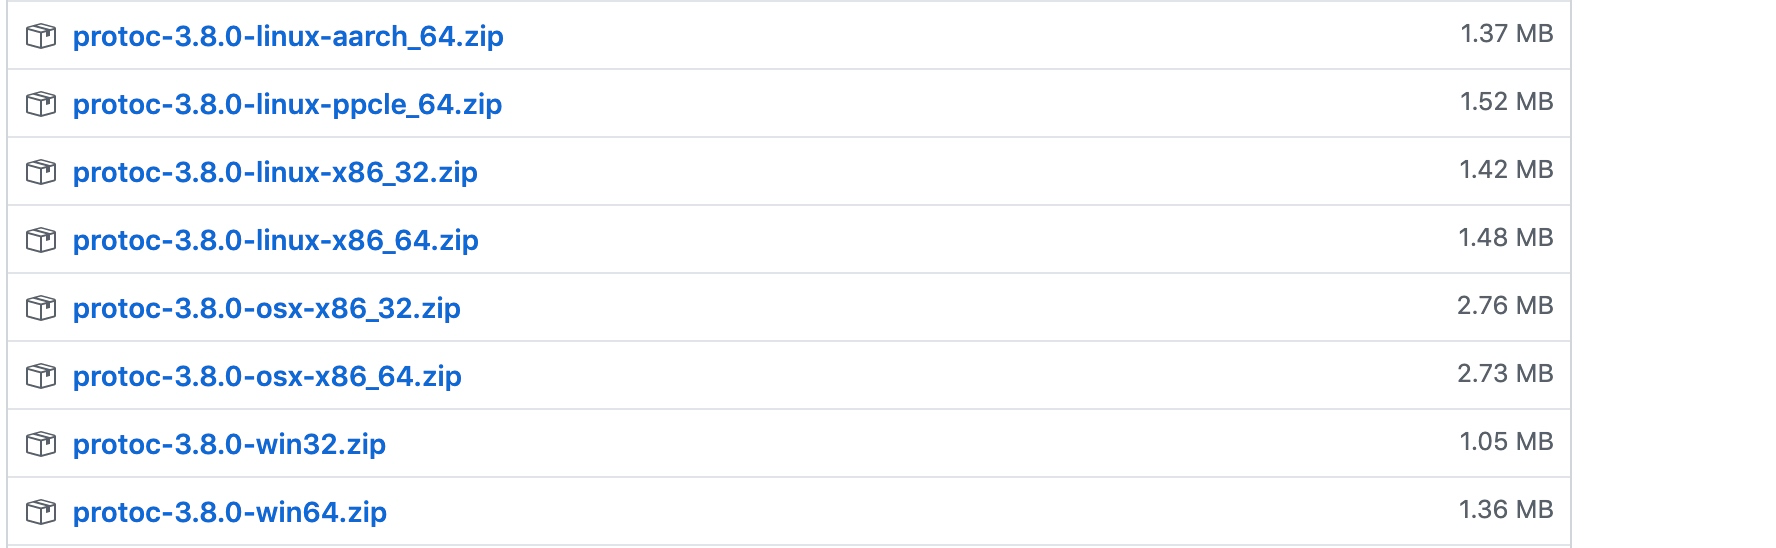 protoc-3.8.0-linux-aarch_64.zip 1.37 MB
protoc-3.8.0-linux-ppcle_64.zip 1.52 MB
protoc-3.8.0-linux-x86_32.zip 1.42 MB
protoc-3.8.0-linux-x86_64.zip 1.48 MB
protoc-3.8.0-osx-x86_32.zip 2.76 MB
protoc-3.8.0-osx-x86_64.zip 2.73 MB
protoc-3.8.0-win32.zip 1.05 MB
protoc-3.8.0-win64.zip 1.36 MB